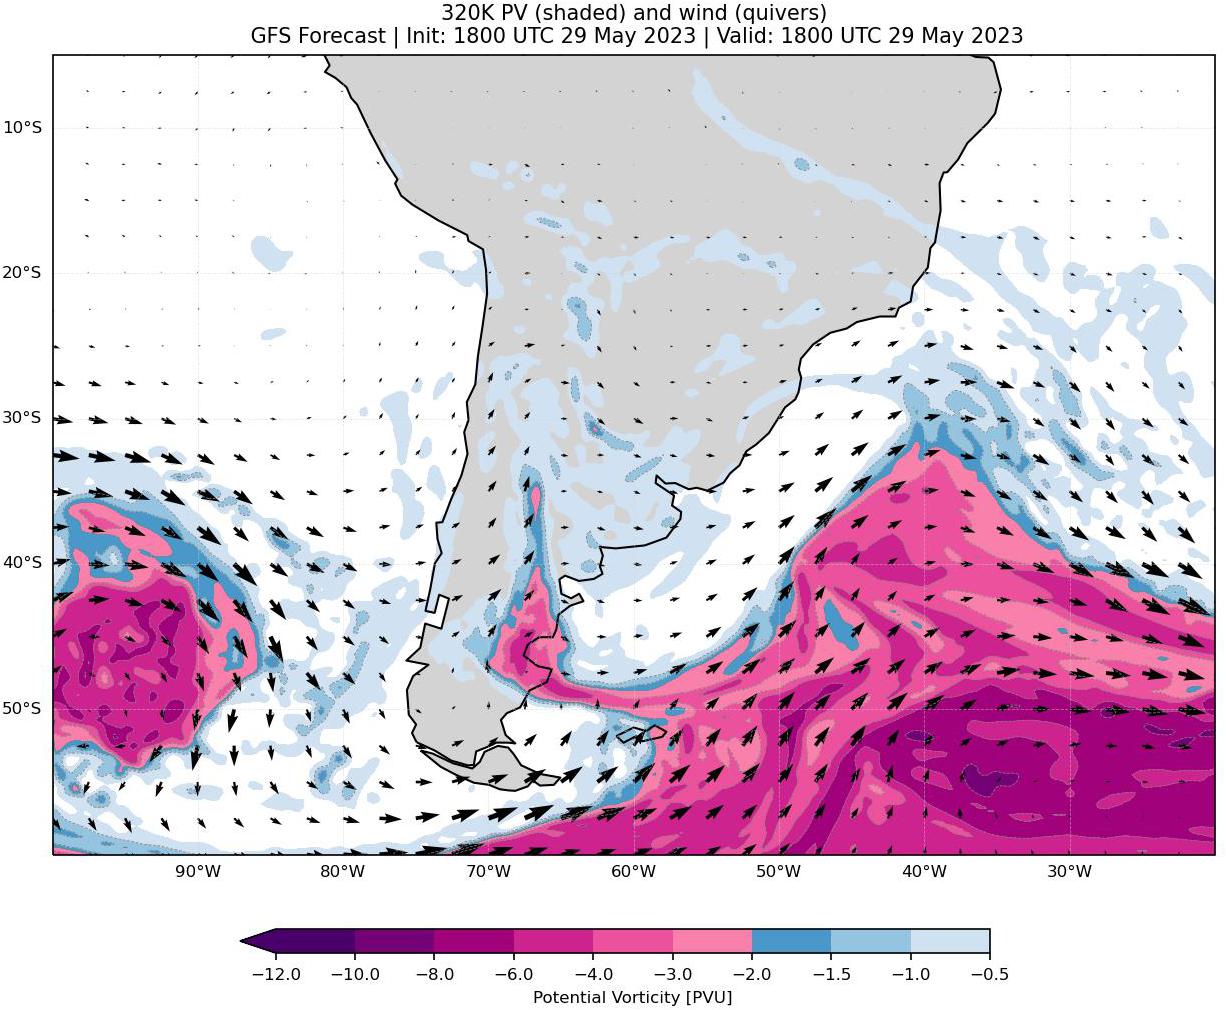 320K PV (shaded) and wind (quivers)
GFS Forecast | Init: 1800 UTC 29 May 2023 | Valid: 1800 UTC 29 May 2023
10°S
20°S
30°S
40°S
50°S
90°W 80°W 70°W 60°W 50°W 40°W 30°W
−12.0 −10.0 −8.0 −6.0 −4.0 −3.0 −2.0 −1.5 −1.0 −0.5
Potential Vorticity [PVU]